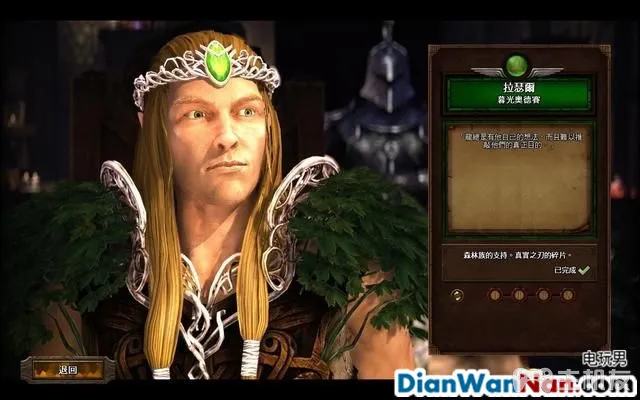 拉瑟爾
暮光奧德賽
龍總是有他自己的想法,而且難以推
敲他們的真正目的。
森林族的支持。真實之刃的碎片。
已完成
返回
电玩男
DianWanNan.com